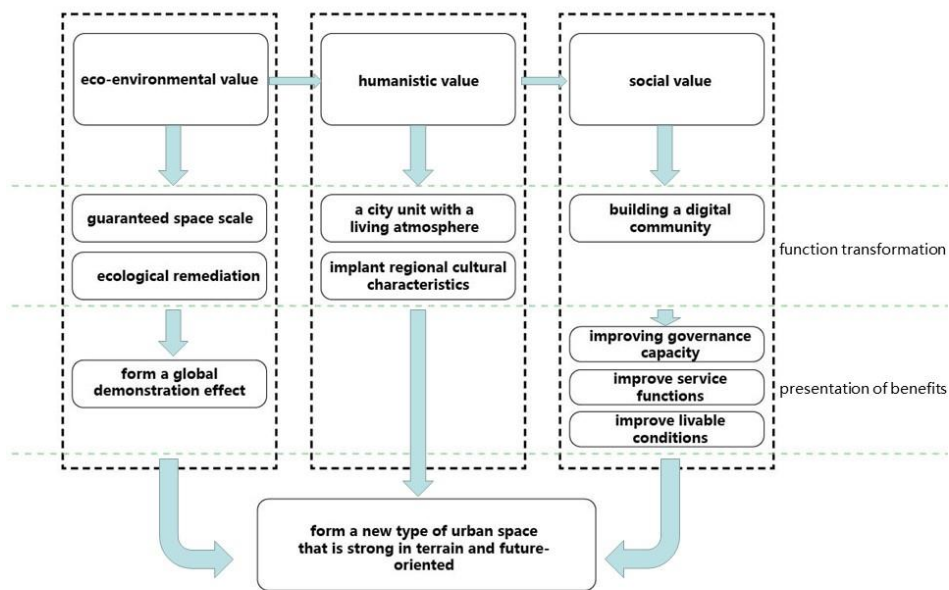 eco-environmental value
humanistic value
social value
guaranteed space scale
a city unit with a
living atmosphere
building a digital
community
ecological remediation
implant regional cultural
characteristics
function transformation
form a global
demonstration effect
improving governance
capacity
improve service
functions
improve livable
conditions
presentation of benefits
form a new type of urban space
that is strong in terrain and future-
oriented